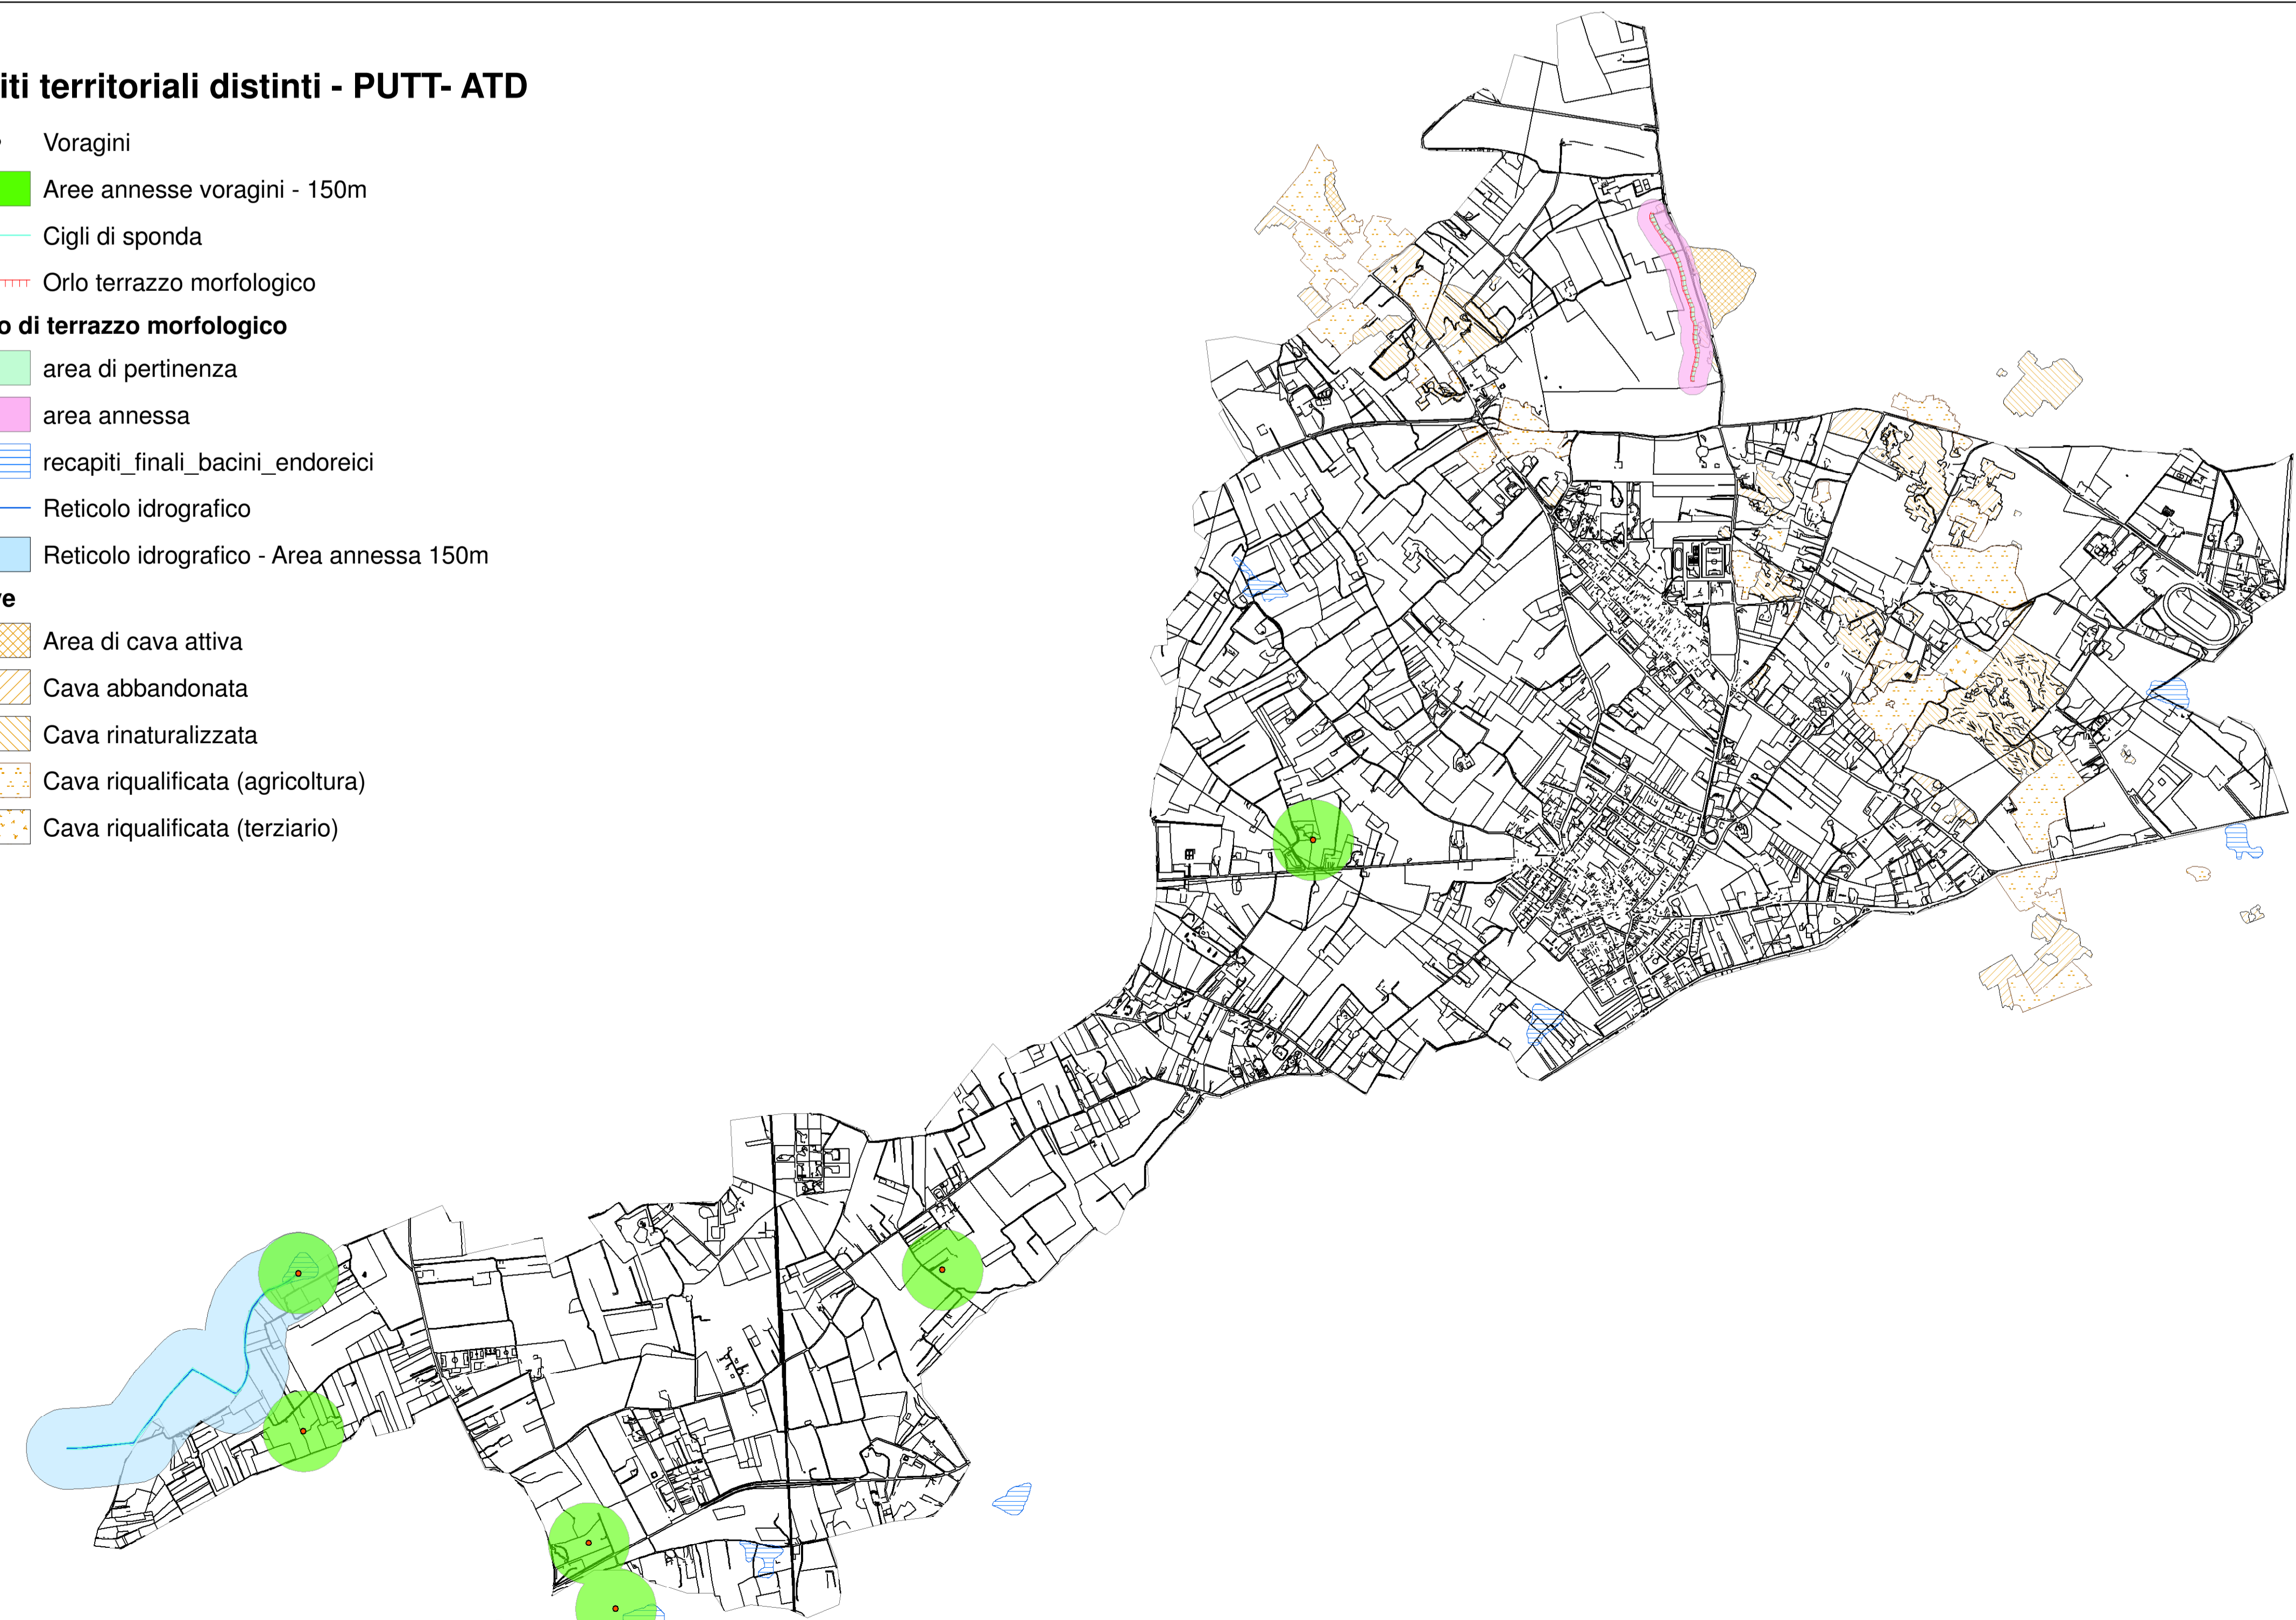 iti territoriali distinti - PUTT- ATD
Voragini
Aree annesse voragini - 150m
Cigli di sponda
Orlo terrazzo morfologico
o di terrazzo morfologico
area di pertinenza
area annessa
recapiti_finali_bacini_endoreici
Reticolo idrografico
Reticolo idrografico - Area annessa 150m
e
Area di cava attiva
Cava abbandonata
Cava rinaturalizzata
Cava riqualificata (agricoltura)
Cava riqualificata (terziario)